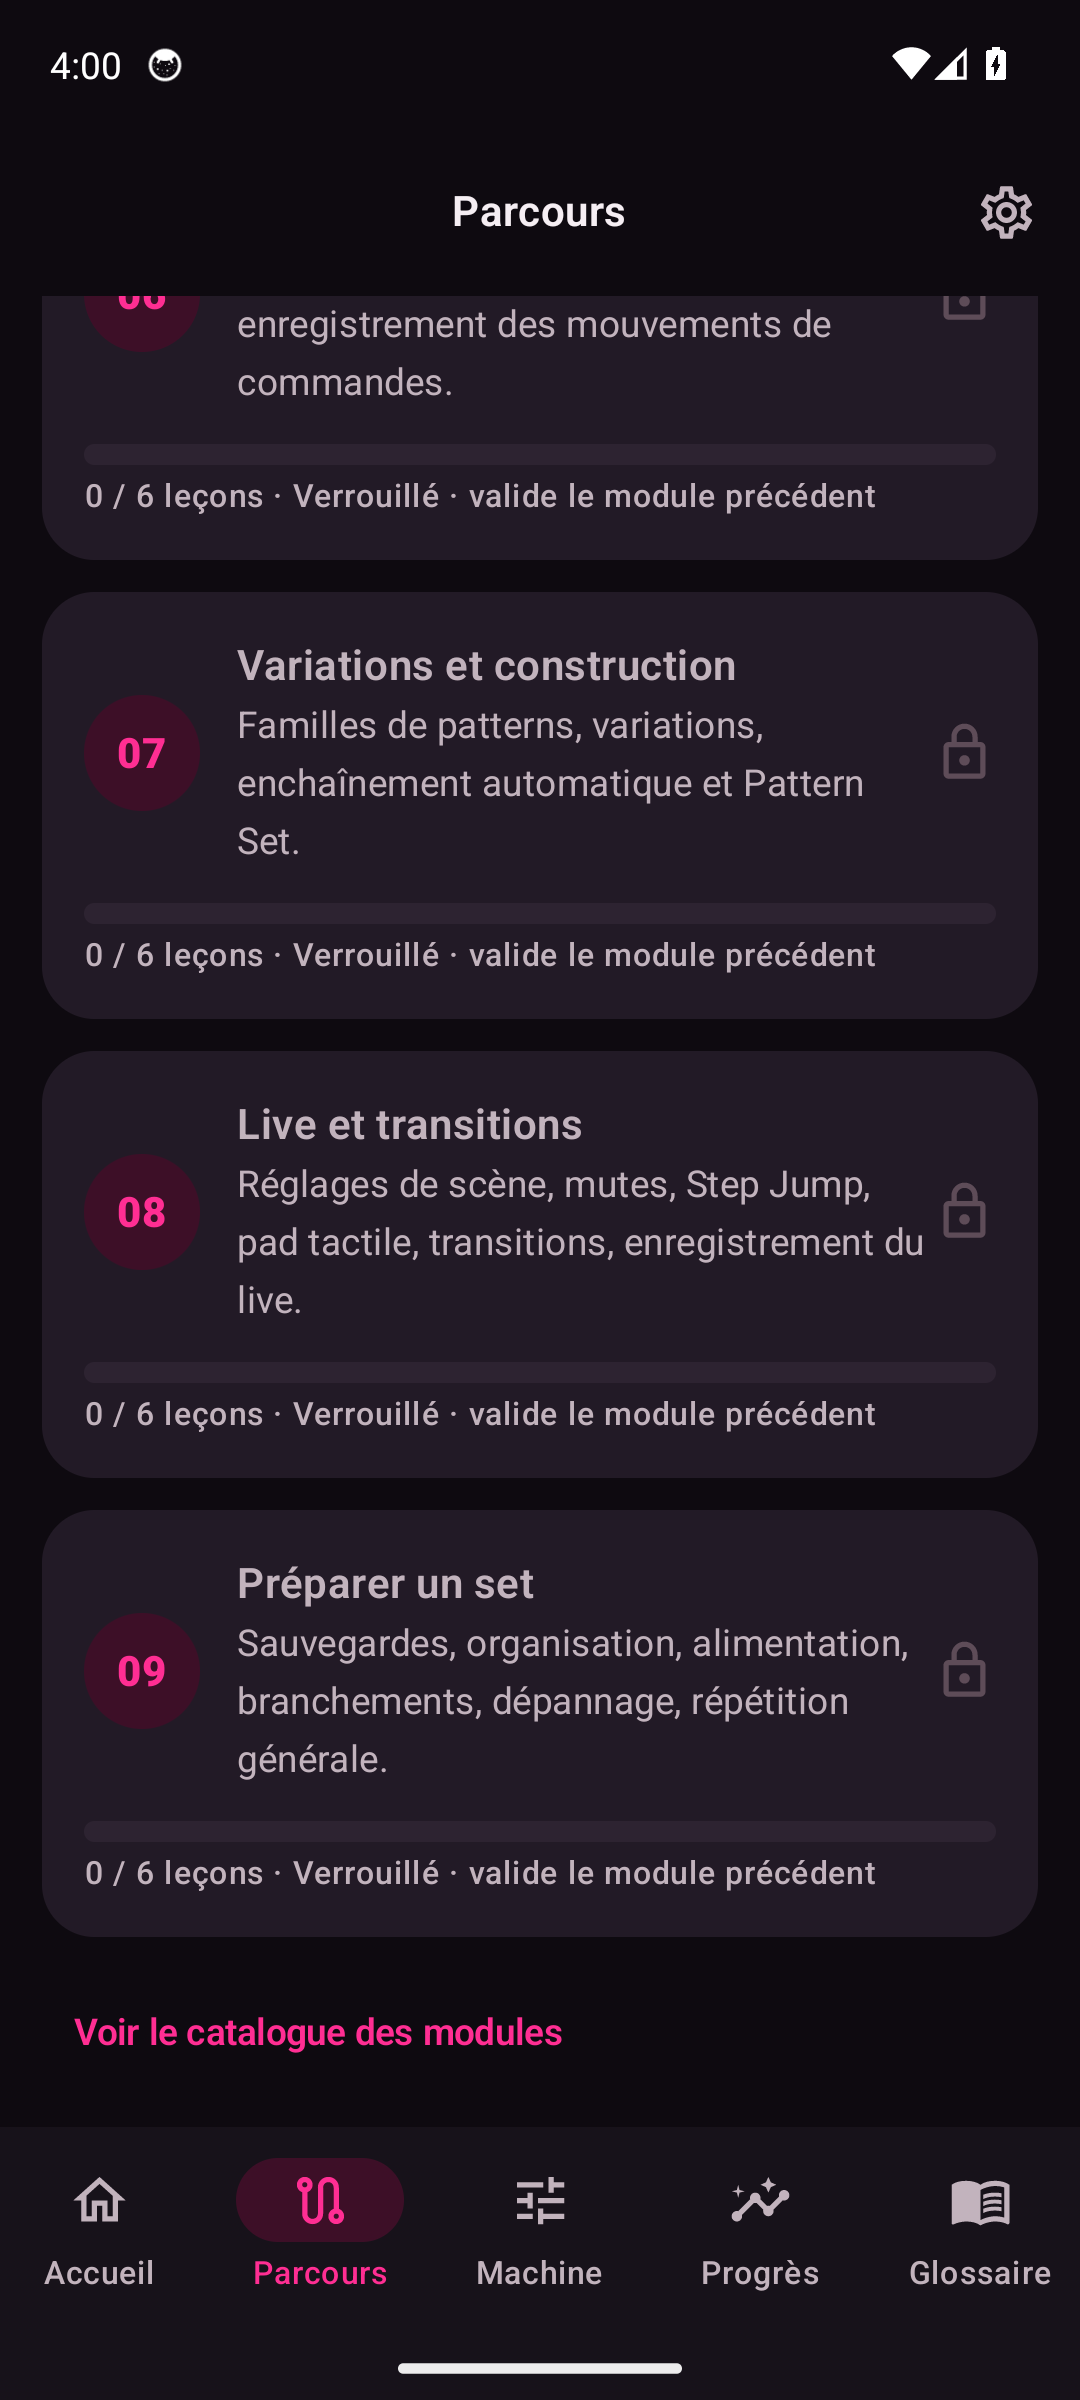 4:00
Parcours
06
enregistrement des mouvements de
commandes.
0 / 6 leçons · Verrouillé · valide le module précédent
Variations et construction
07
Familles de patterns, variations,
enchaînement automatique et Pattern
Set.
0 / 6 leçons · Verrouillé · valide le module précédent
Live et transitions
08
Réglages de scène, mutes, Step Jump,
pad tactile, transitions, enregistrement du
live.
0 / 6 leçons · Verrouillé · valide le module précédent
Préparer un set
09
Sauvegardes, organisation, alimentation,
branchements, dépannage, répétition
générale.
0 / 6 leçons · Verrouillé · valide le module précédent
Voir le catalogue des modules
Accueil
Parcours
Machine
Progrès
Glossaire